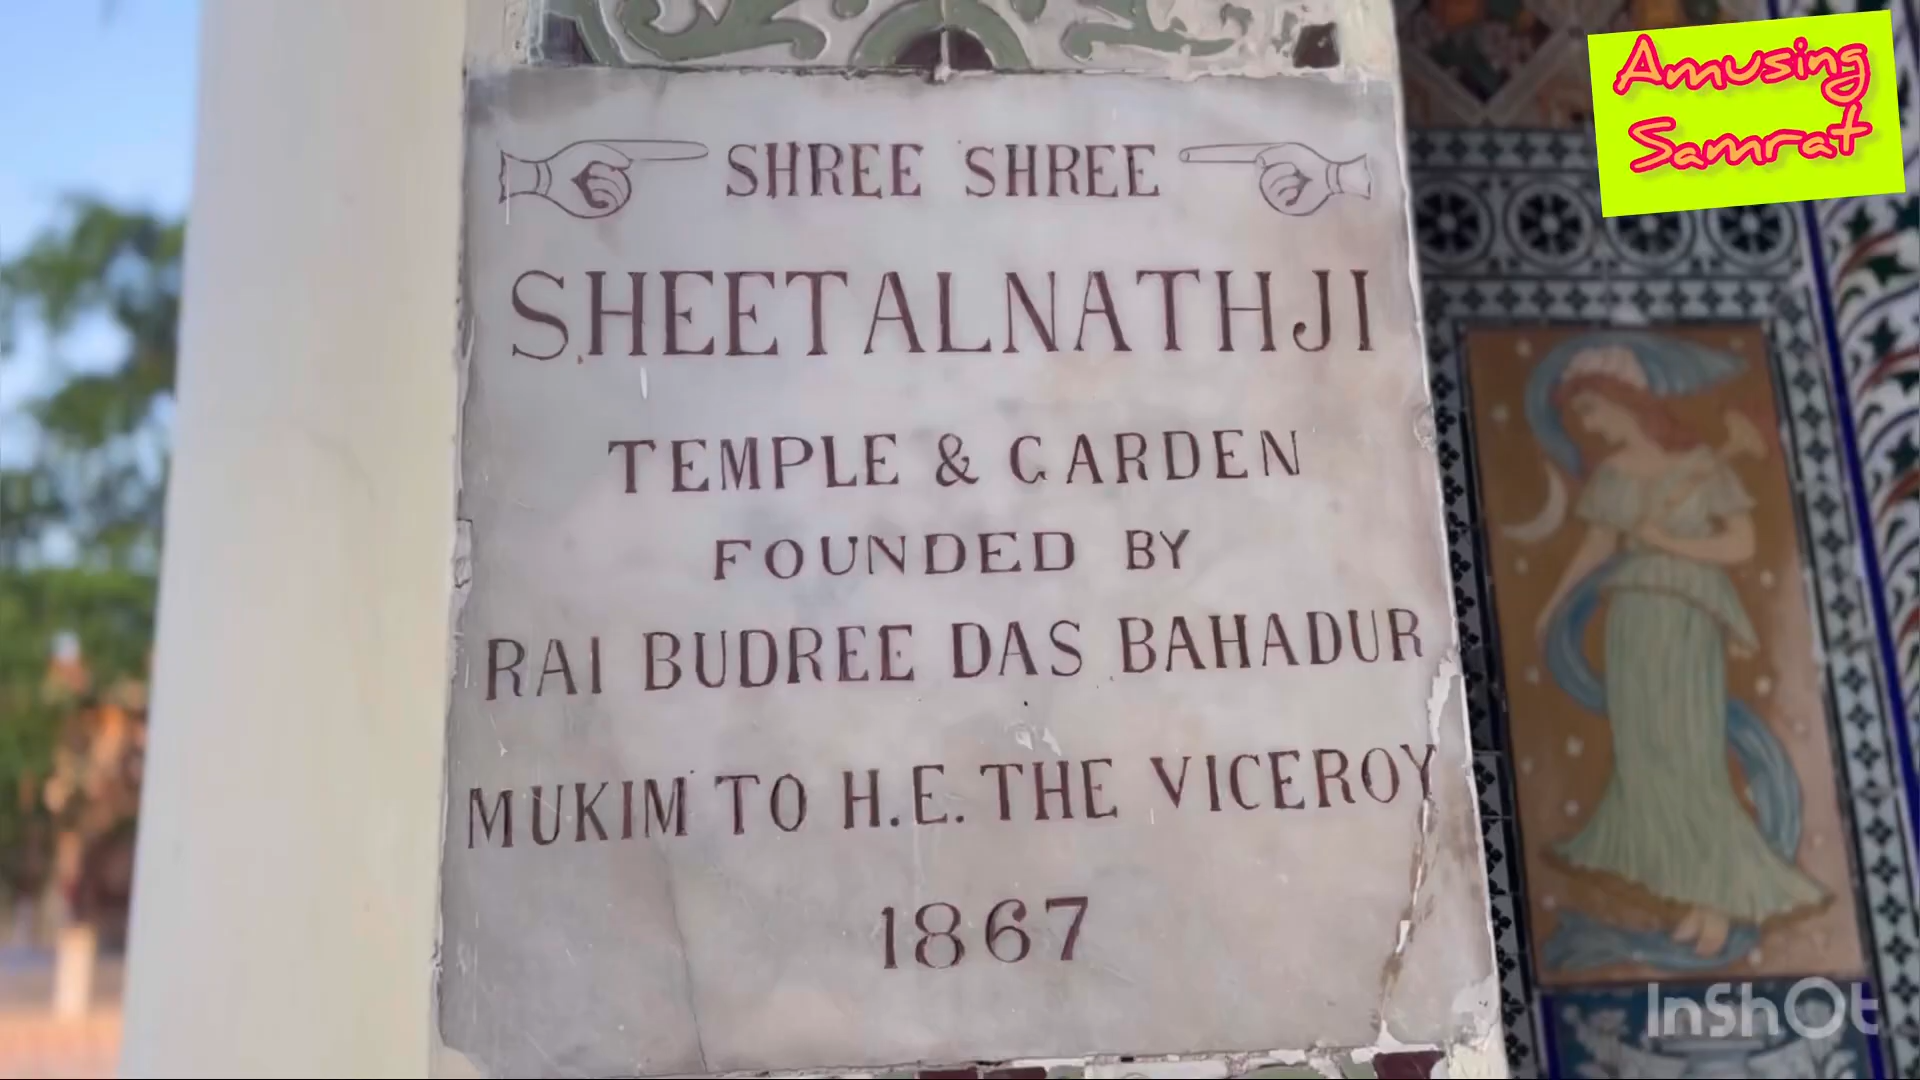 Amusing
Samrat
SHREE SHREE
SHEETALNATHJI
TEMPLE & GARDEN
FOUNDED BY
RAI BUDREE DAS BAHADUR
MUKIM TO H.E. THE VICEROY
1867
InShOt